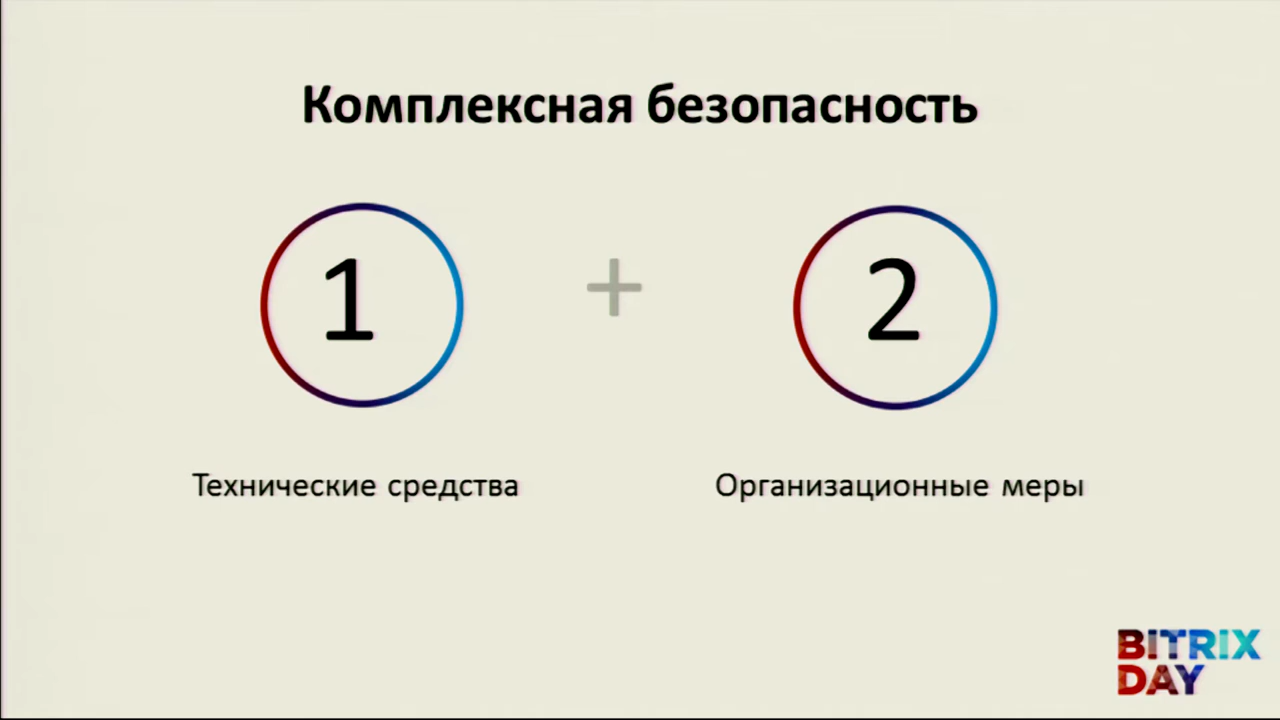 Комплексная безопасность
1 + 2
Технические средства
Организационные меры
BITRIX
DAY